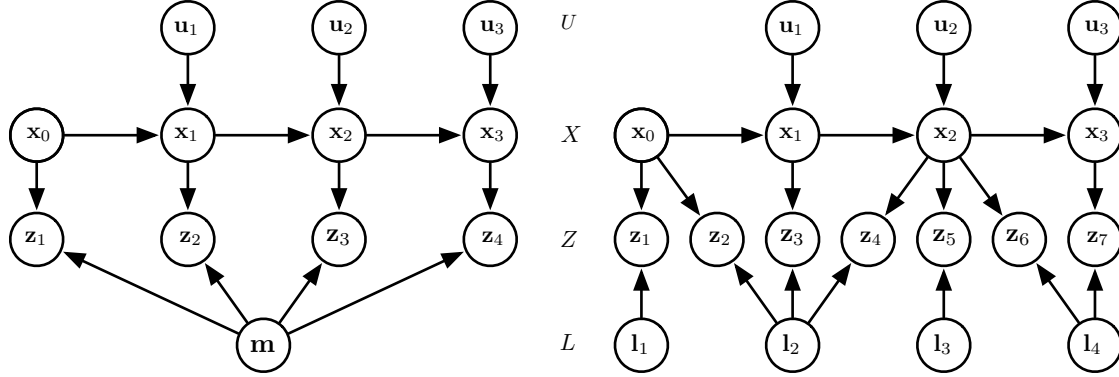 u₁ u₂ u₃ U u₁ u₂ u₃
x₀ x₁ x₂ x₃ X x₀ x₁ x₂ x₃
z₁ z₂ z₃ z₄ Z z₁ z₂ z₃ z₄ z₅ z₆ z₇
m L l₁ l₂ l₃ l₄